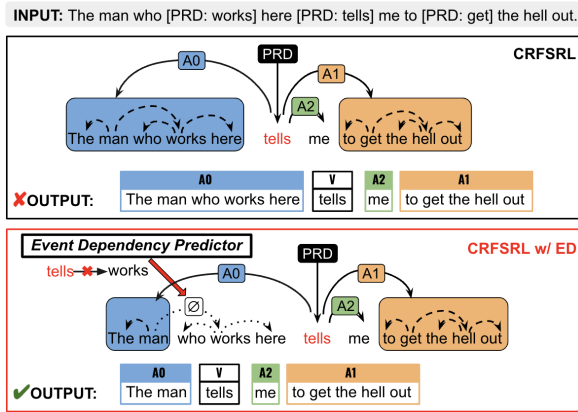 INPUT: The man who [PRD: works] here [PRD: tells] me to [PRD: get] the hell out.
CRFSRL
PRD
A0
A1
A2
The man who works here tells me to get the hell out
A0 V A2 A1
✘OUTPUT: The man who works here tells me to get the hell out
Event Dependency Predictor
CRFSRL w/ ED
tells ✖ works
PRD
A0
A1
A2
∅
The man who works here tells me to get the hell out
A0 V A2 A1
✔OUTPUT: The man tells me to get the hell out